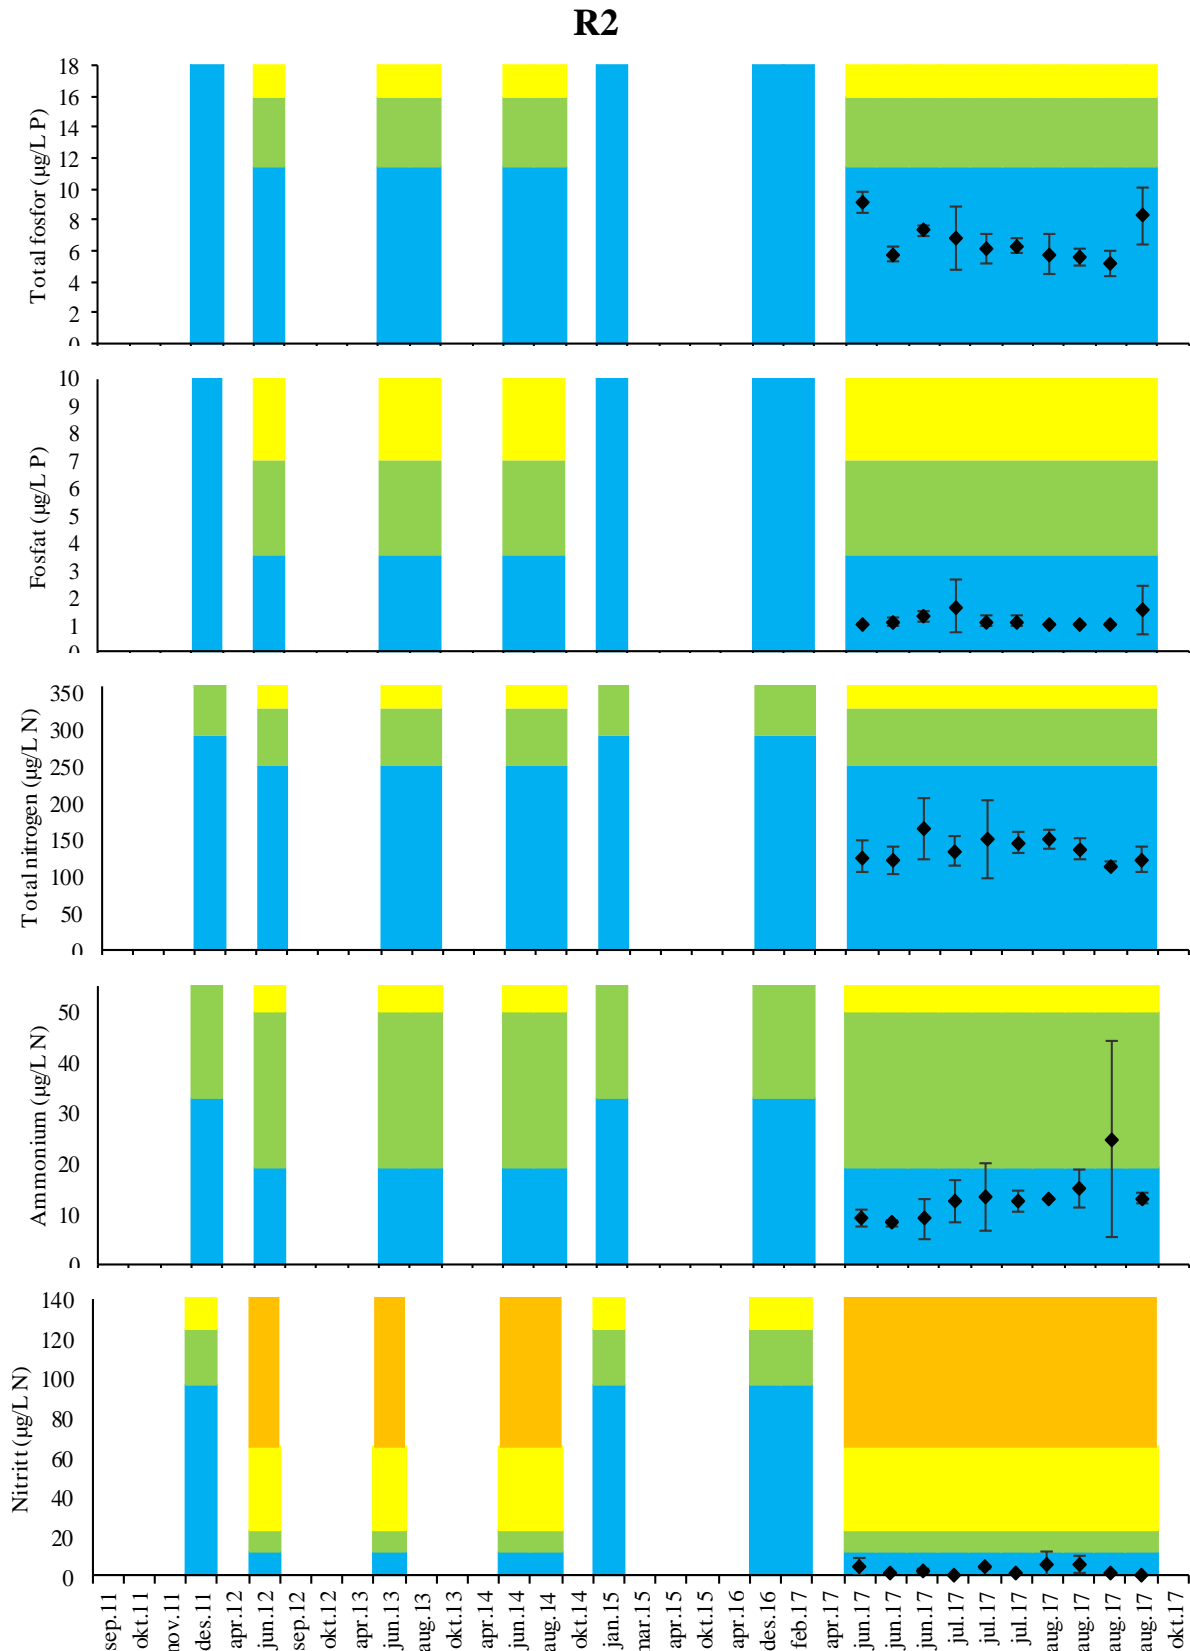 R2
Total fosfor (µg/L P)
18
16
14
12
10
8
6
4
2
0
Fosfat (µg/L P)
10
9
8
7
6
5
4
3
2
1
0
Total nitrogen (µg/L N)
350
300
250
200
150
100
50
0
Ammonium (µg/L N)
50
40
30
20
10
0
Nitritt (µg/L N)
140
120
100
80
60
40
20
0
sep.11
okt.11
nov.11
des.11
apr.12
jun.12
sep.12
okt.12
apr.13
jun.13
aug.13
okt.13
apr.14
jun.14
aug.14
okt.14
jan.15
mar.15
apr.15
okt.15
apr.16
des.16
feb.17
apr.17
jun.17
jun.17
jun.17
jul.17
jul.17
jul.17
aug.17
aug.17
aug.17
aug.17
okt.17